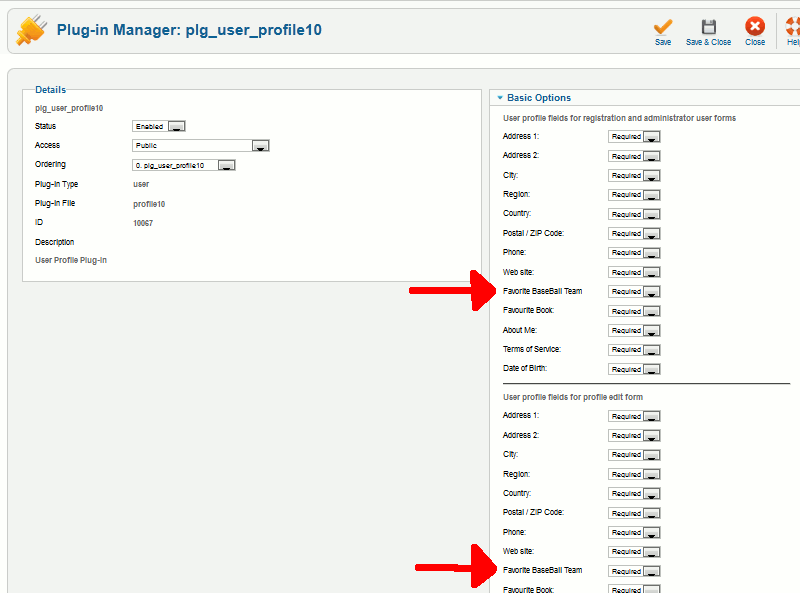 Plug-in Manager: plg_user_profile10
Save
Save & Close
Close
Help
Details
plg_user_profile10
Status Enabled
Access Public
Ordering 0. plg_user_profile10
Plug-in Type user
Plug-in File profile10
ID 10067
Description
User Profile Plug-in
Basic Options
User profile fields for registration and administrator user forms
Address 1: Required
Address 2: Required
City: Required
Region: Required
Country: Required
Postal / ZIP Code: Required
Phone: Required
Web site: Required
Favorite BaseBall Team Required
Favourite Book: Required
About Me: Required
Terms of Service: Required
Date of Birth: Required
User profile fields for profile edit form
Address 1: Required
Address 2: Required
City: Required
Region: Required
Country: Required
Postal / ZIP Code: Required
Phone: Required
Web site: Required
Favorite BaseBall Team Required
Favourite Book: Required